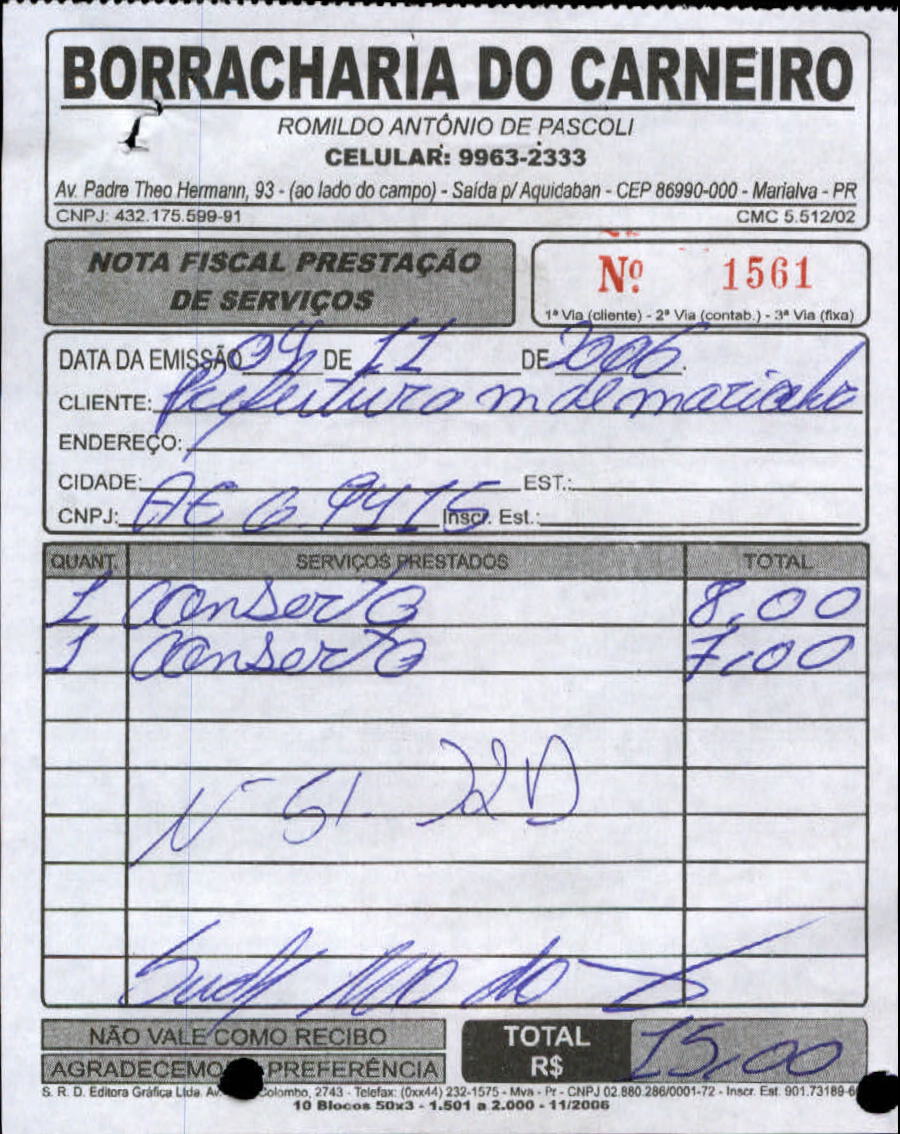 BORRACHARIA DO CARNEIRO
ROMILDO ANTÔNIO DE PASCOLI
CELULAR: 9963-2333
Av. Padre Theo Hermann, 93 - (ao lado do campo) - Saída p/ Aquidaban - CEP 86990-000 - Marialva - PR
CNPJ: 432.175.599-91 CMC 5.512/02
NOTA FISCAL PRESTAÇÃO DE SERVIÇOS
Nº 1561
1ª Via (cliente) - 2ª Via (contab.) - 3ª Via (fixa)
DATA DA EMISSÃO 09 DE 11 DE 2006
CLIENTE: Prefeitura m de marialva
ENDEREÇO:
CIDADE: EST.:
CNPJ: AEG 9415 Inscr. Est.:
QUANT. SERVIÇOS PRESTADOS TOTAL
1 Conserto 8,00
1 Conserto 7,00
N 51
NÃO VALE COMO RECIBO
AGRADECEMO PREFERÊNCIA
TOTAL R$ 15,00
S. R. D. Editora Gráfica Ltda. Av. Colombo, 2743 - Telefax: (0xx44) 232-1575 - Mva - Pr - CNPJ 02.880.286/0001-72 - Inscr. Est. 901.73189-6
10 Blocos 50x3 - 1.501 a 2.000 - 11/2006